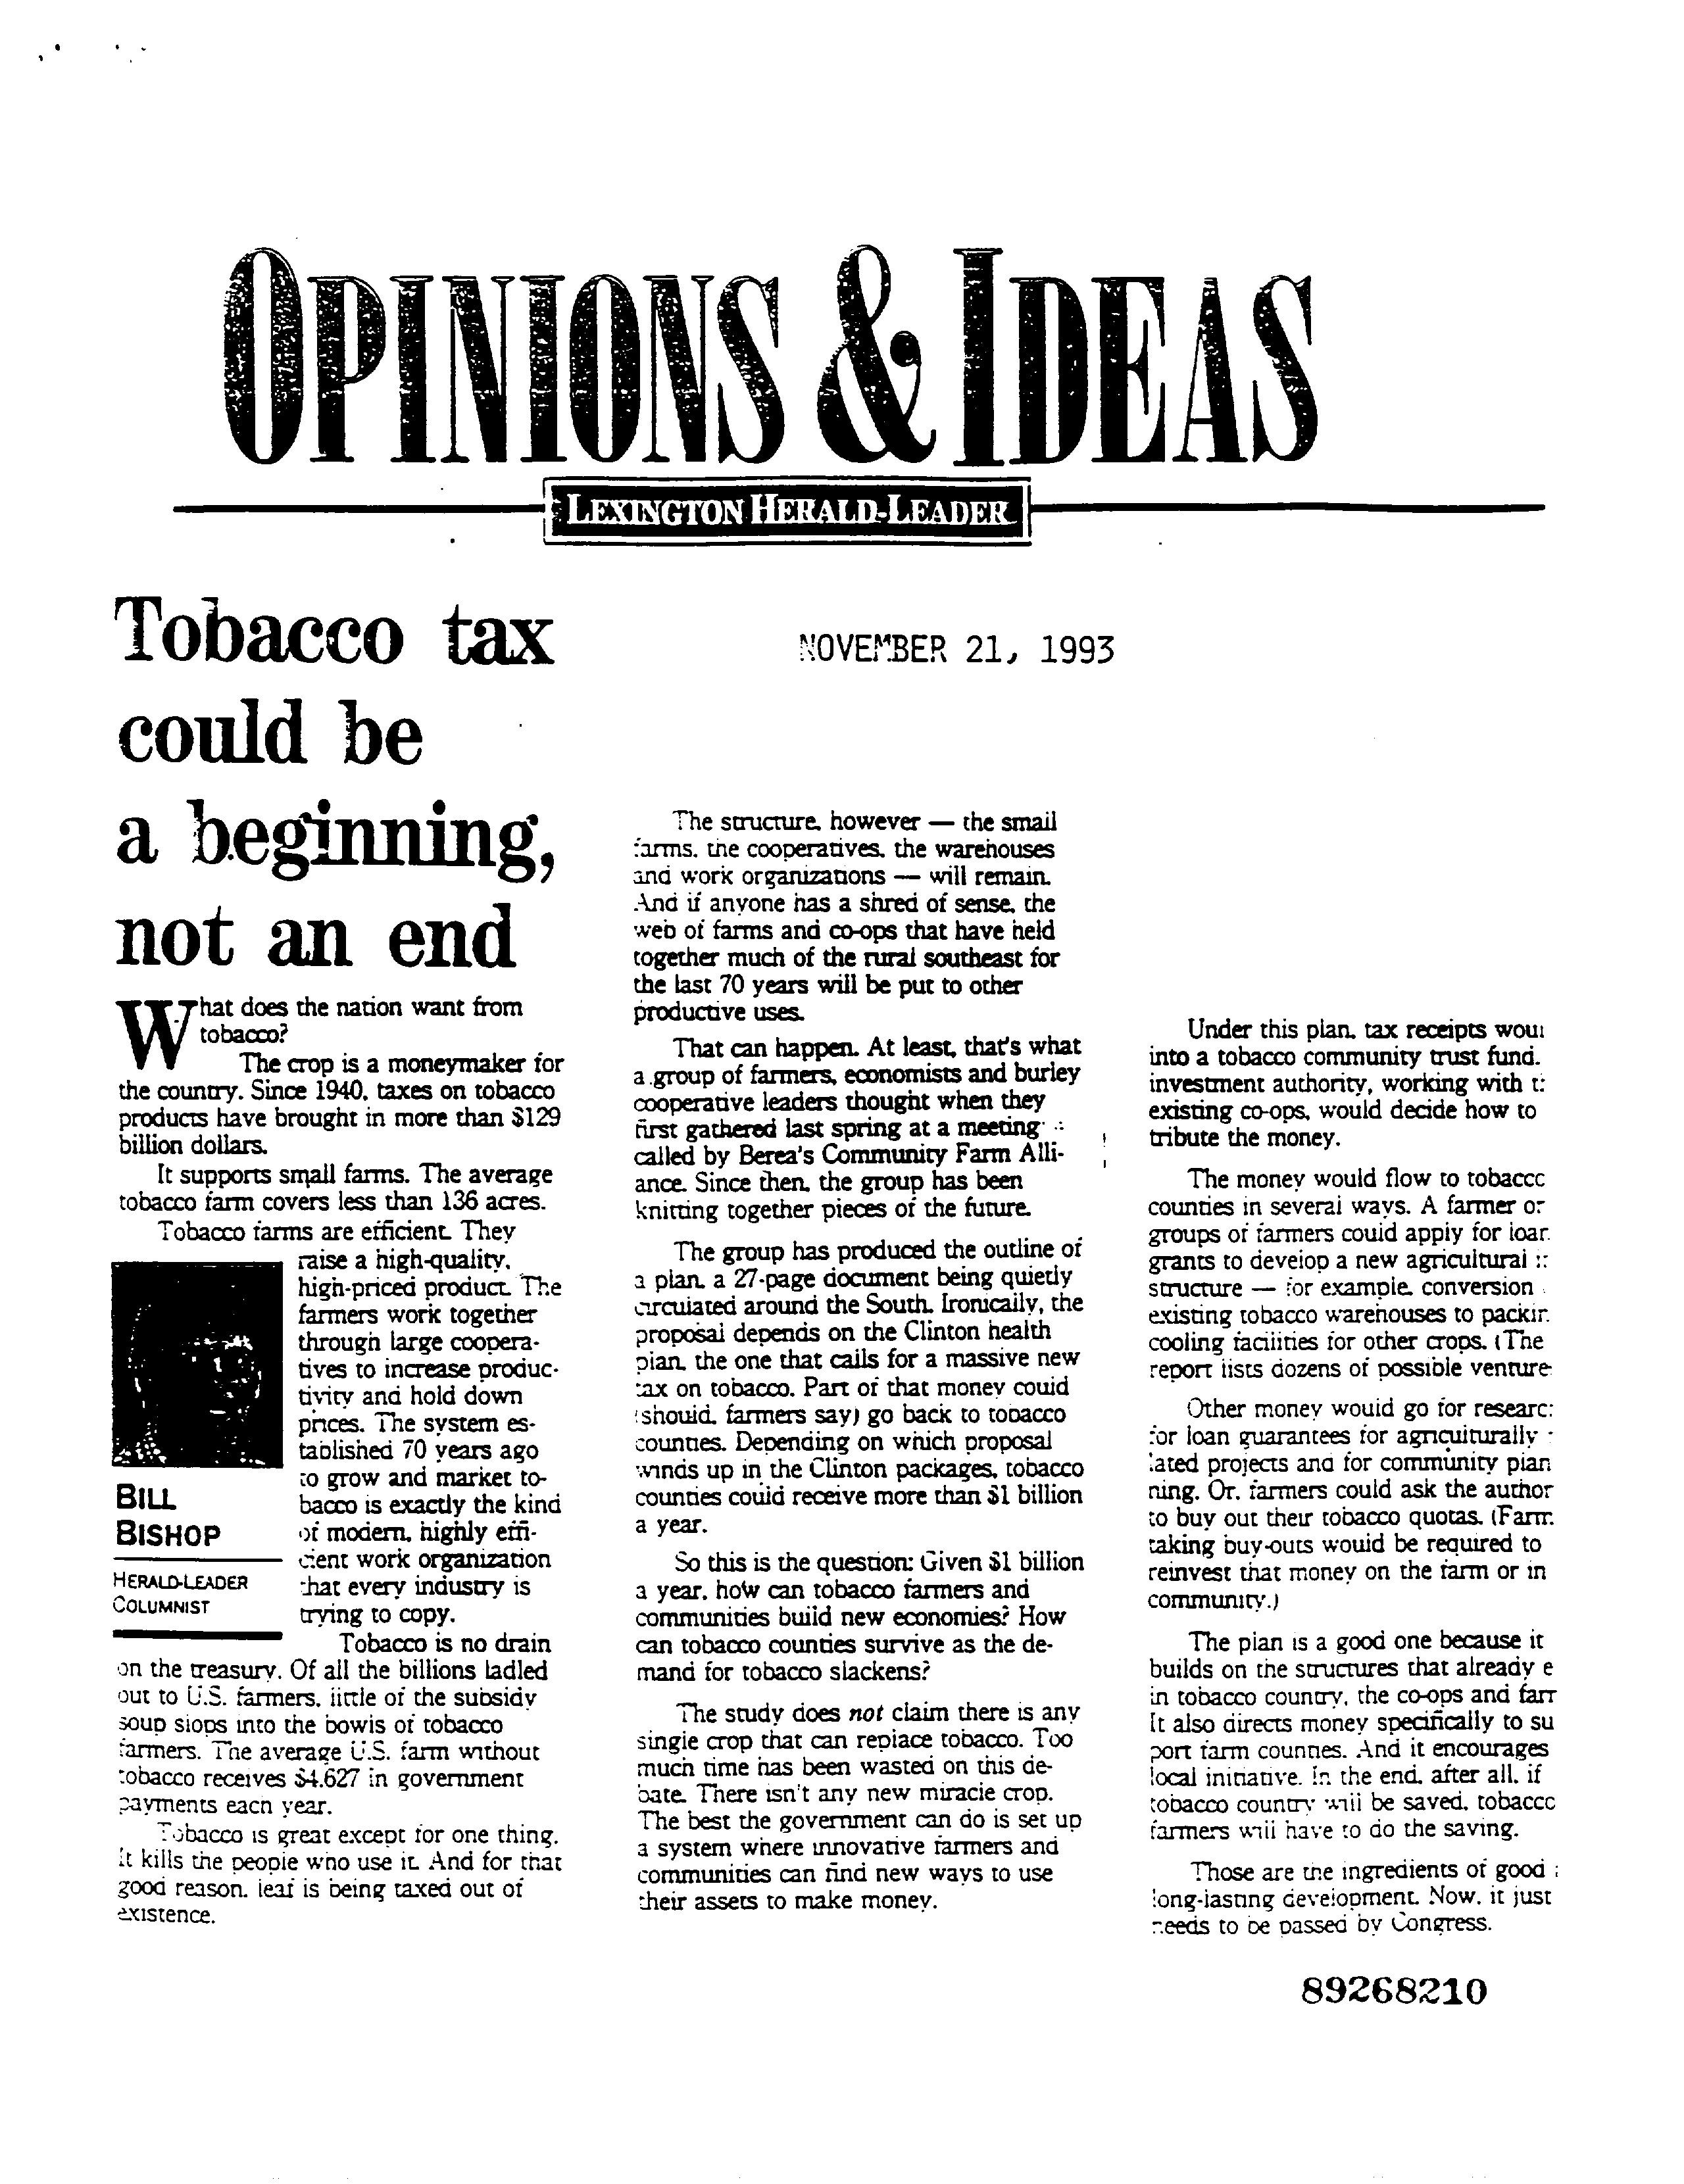 OPINIONS & IDEAS
LEXINGTON HERALD-LEADER
Tobacco tax
could be
a beginning,
not an end
NOVEMBER 21, 1993
What does the nation want from
tobacco?
The crop is a moneymaker for
the country. Since 1940, taxes on tobacco
products have brought in more than $129
billion dollars.
It supports small farms. The average
tobacco farm covers less than 136 acres.
Tobacco farms are efficient. They
raise a high-quality,
high-priced product. The
farmers work together
through large coopera-
tives to increase produc-
tivity and hold down
prices. The system es-
tablished 70 years ago
to grow and market to-
bacco is exactly the kind
of modern, highly effi-
cient work organization
that every industry is
trying to copy.
BILL
BISHOP
HERALD-LEADER
COLUMNIST
Tobacco is no drain
on the treasury. Of all the billions ladled
out to U.S. farmers, little of the subsidy
soup slops into the bowls of tobacco
farmers. The average U.S. farm without
tobacco receives $4,627 in government
payments each year.
Tobacco is great except for one thing.
It kills the people who use it. And for that
good reason, leaf is being taxed out of
existence.
The structure, however — the small
farms, the cooperatives, the warehouses
and work organizations — will remain.
And if anyone has a shred of sense, the
web of farms and co-ops that have held
together much of the rural southeast for
the last 70 years will be put to other
productive uses.
That can happen. At least, that's what
a group of farmers, economists and burley
cooperative leaders thought when they
first gathered last spring at a meeting
called by Berea's Community Farm Alli-
ance. Since then, the group has been
knitting together pieces of the future.
The group has produced the outline of
a plan, a 27-page document being quietly
circulated around the South. Ironically, the
proposal depends on the Clinton health
plan, the one that calls for a massive new
tax on tobacco. Part of that money could
(should, farmers say) go back to tobacco
counties. Depending on which proposal
winds up in the Clinton packages, tobacco
counties could receive more than $1 billion
a year.
So this is the question: Given $1 billion
a year, how can tobacco farmers and
communities build new economies? How
can tobacco counties survive as the de-
mand for tobacco slackens?
The study does not claim there is any
single crop that can replace tobacco. Too
much time has been wasted on this de-
bate. There isn't any new miracle crop.
The best the government can do is set up
a system where innovative farmers and
communities can find new ways to use
their assets to make money.
Under this plan, tax receipts
into a tobacco community trust fund.
investment authority, working with
existing co-ops, would decide how to
tribute the money.
The money would flow to
counties in several ways. A farmer or
groups of farmers could apply for
grants to develop a new agricultural
structure — for example, conversion
existing tobacco warehouses to
cooling facilities for other crops. (The
report lists dozens of possible venture
Other money would go for
for loan guarantees for agriculturally
lated projects and for community plan
ning. Or, farmers could ask the author
to buy out their tobacco quotas. (Farm
taking buy-outs would be required to
reinvest that money on the farm or in
community.)
The plan is a good one because it
builds on the structures that already e
in tobacco country, the co-ops and
It also directs money specifically to su
port farm counties. And it encourages
local initiative. In the end, after all, if
tobacco country will be saved,
farmers will have to do the saving.
Those are the ingredients of good
long-lasting development. Now, it just
needs to be passed by Congress.
89268210